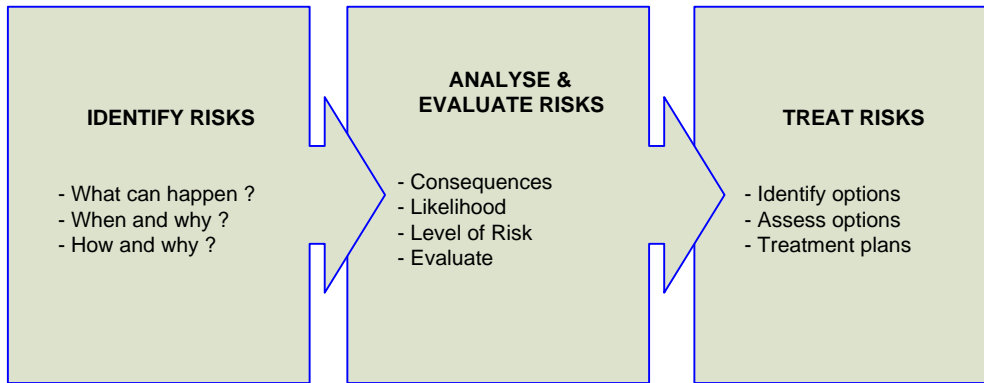 IDENTIFY RISKS
- What can happen ?
- When and why ?
- How and why ?
ANALYSE &
EVALUATE RISKS
- Consequences
- Likelihood
- Level of Risk
- Evaluate
TREAT RISKS
- Identify options
- Assess options
- Treatment plans